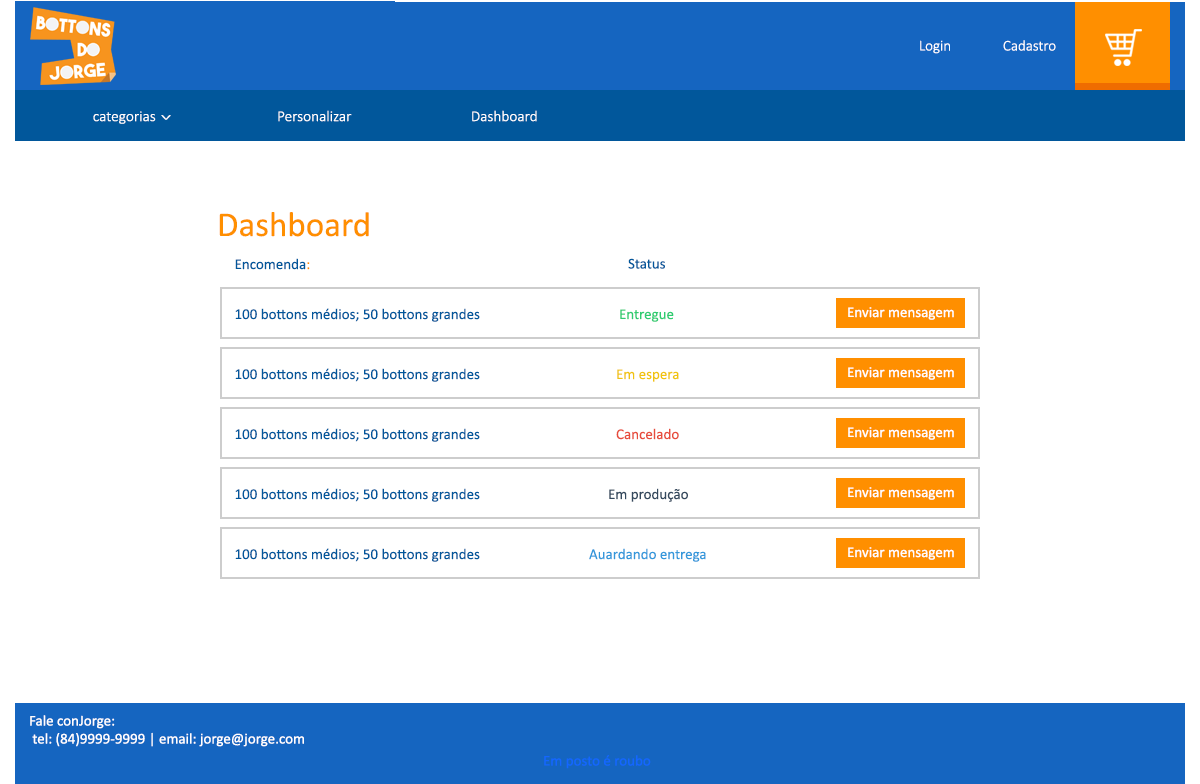 BOTTONS
DO
JORGE
Login Cadastro
categorias Personalizar Dashboard
Dashboard
Encomenda: Status
100 bottons médios; 50 bottons grandes Entregue Enviar mensagem
100 bottons médios; 50 bottons grandes Em espera Enviar mensagem
100 bottons médios; 50 bottons grandes Cancelado Enviar mensagem
100 bottons médios; 50 bottons grandes Em produção Enviar mensagem
100 bottons médios; 50 bottons grandes Auardando entrega Enviar mensagem
Fale conJorge:
tel: (84)9999-9999 | email: jorge@jorge.com
Em posto é roubo